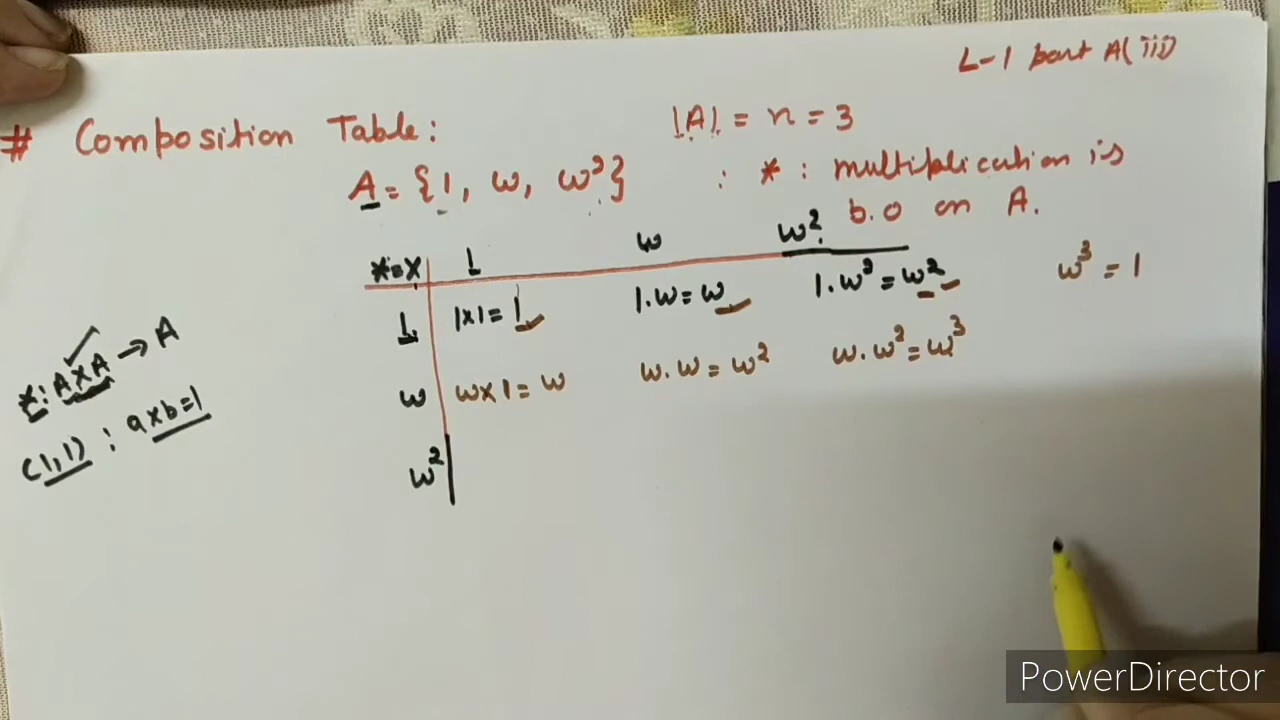 L-1 part A(iii)
# Composition Table: |A| = n = 3
A = {1, ω, ω²} : * : multiplication is
b.o on A.
*=× 1 ω ω²
1 1×1=1 1.ω=ω 1.ω²=ω² ω³=1
ω ω×1=ω ω.ω=ω² ω.ω²=ω³
ω²
*: A×A→A
(1,1) : a×b=1
PowerDirector